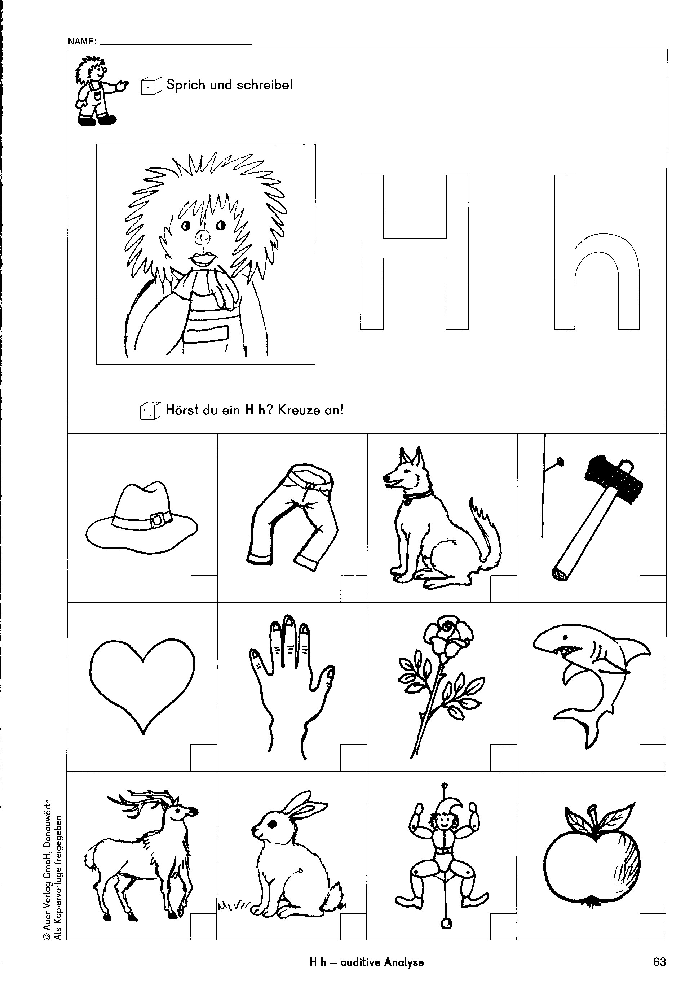 NAME:
Sprich und schreibe!
H h
Hörst du ein H h? Kreuze an!
© Auer Verlag GmbH, Donauwörth
Als Kopiervorlage freigegeben
H h – auditive Analyse
63